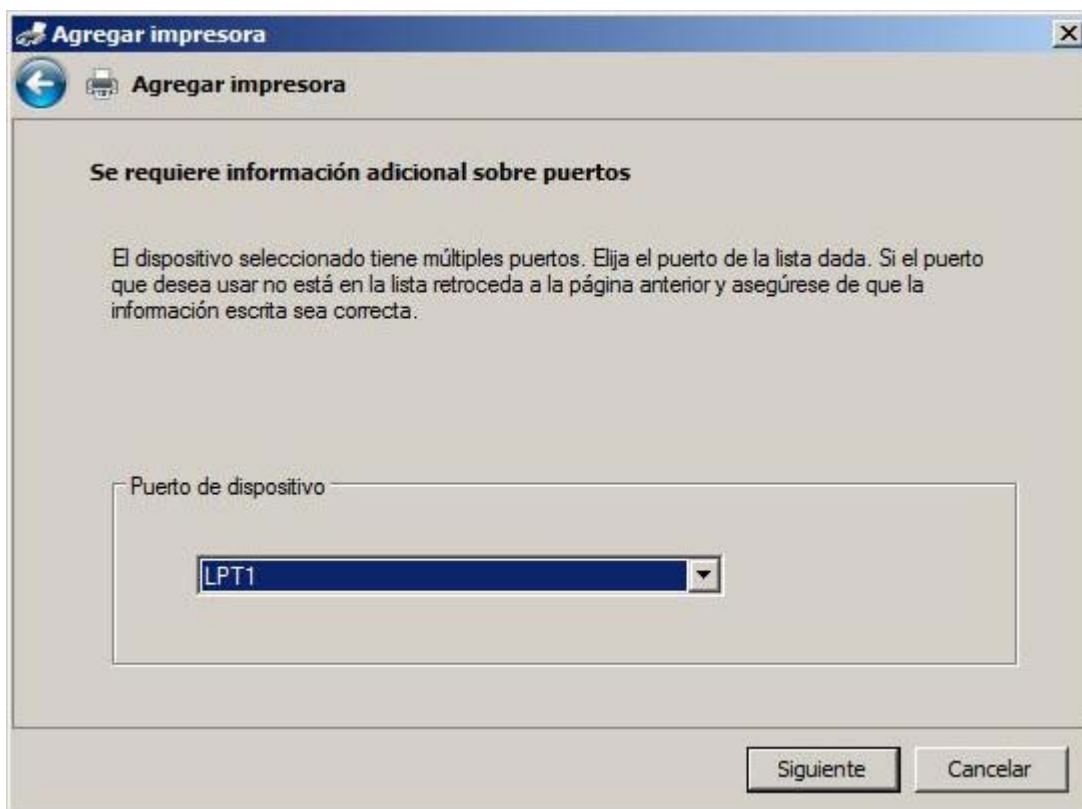 Agregar impresora
Agregar impresora
Se requiere información adicional sobre puertos
El dispositivo seleccionado tiene múltiples puertos. Elija el puerto de la lista dada. Si el puerto
que desea usar no está en la lista retroceda a la página anterior y asegúrese de que la
información escrita sea correcta.
Puerto de dispositivo
LPT1
Siguiente
Cancelar